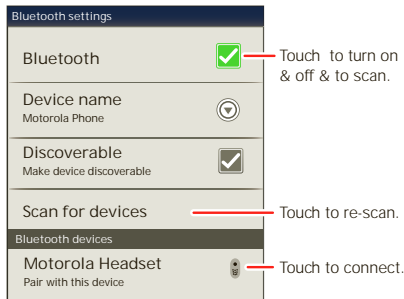 Bluetooth settings
Bluetooth
Touch to turn on
& off & to scan.
Device name
Motorola Phone
Discoverable
Make device discoverable
Scan for devices
Touch to re-scan.
Bluetooth devices
Motorola Headset
Pair with this device
Touch to connect.